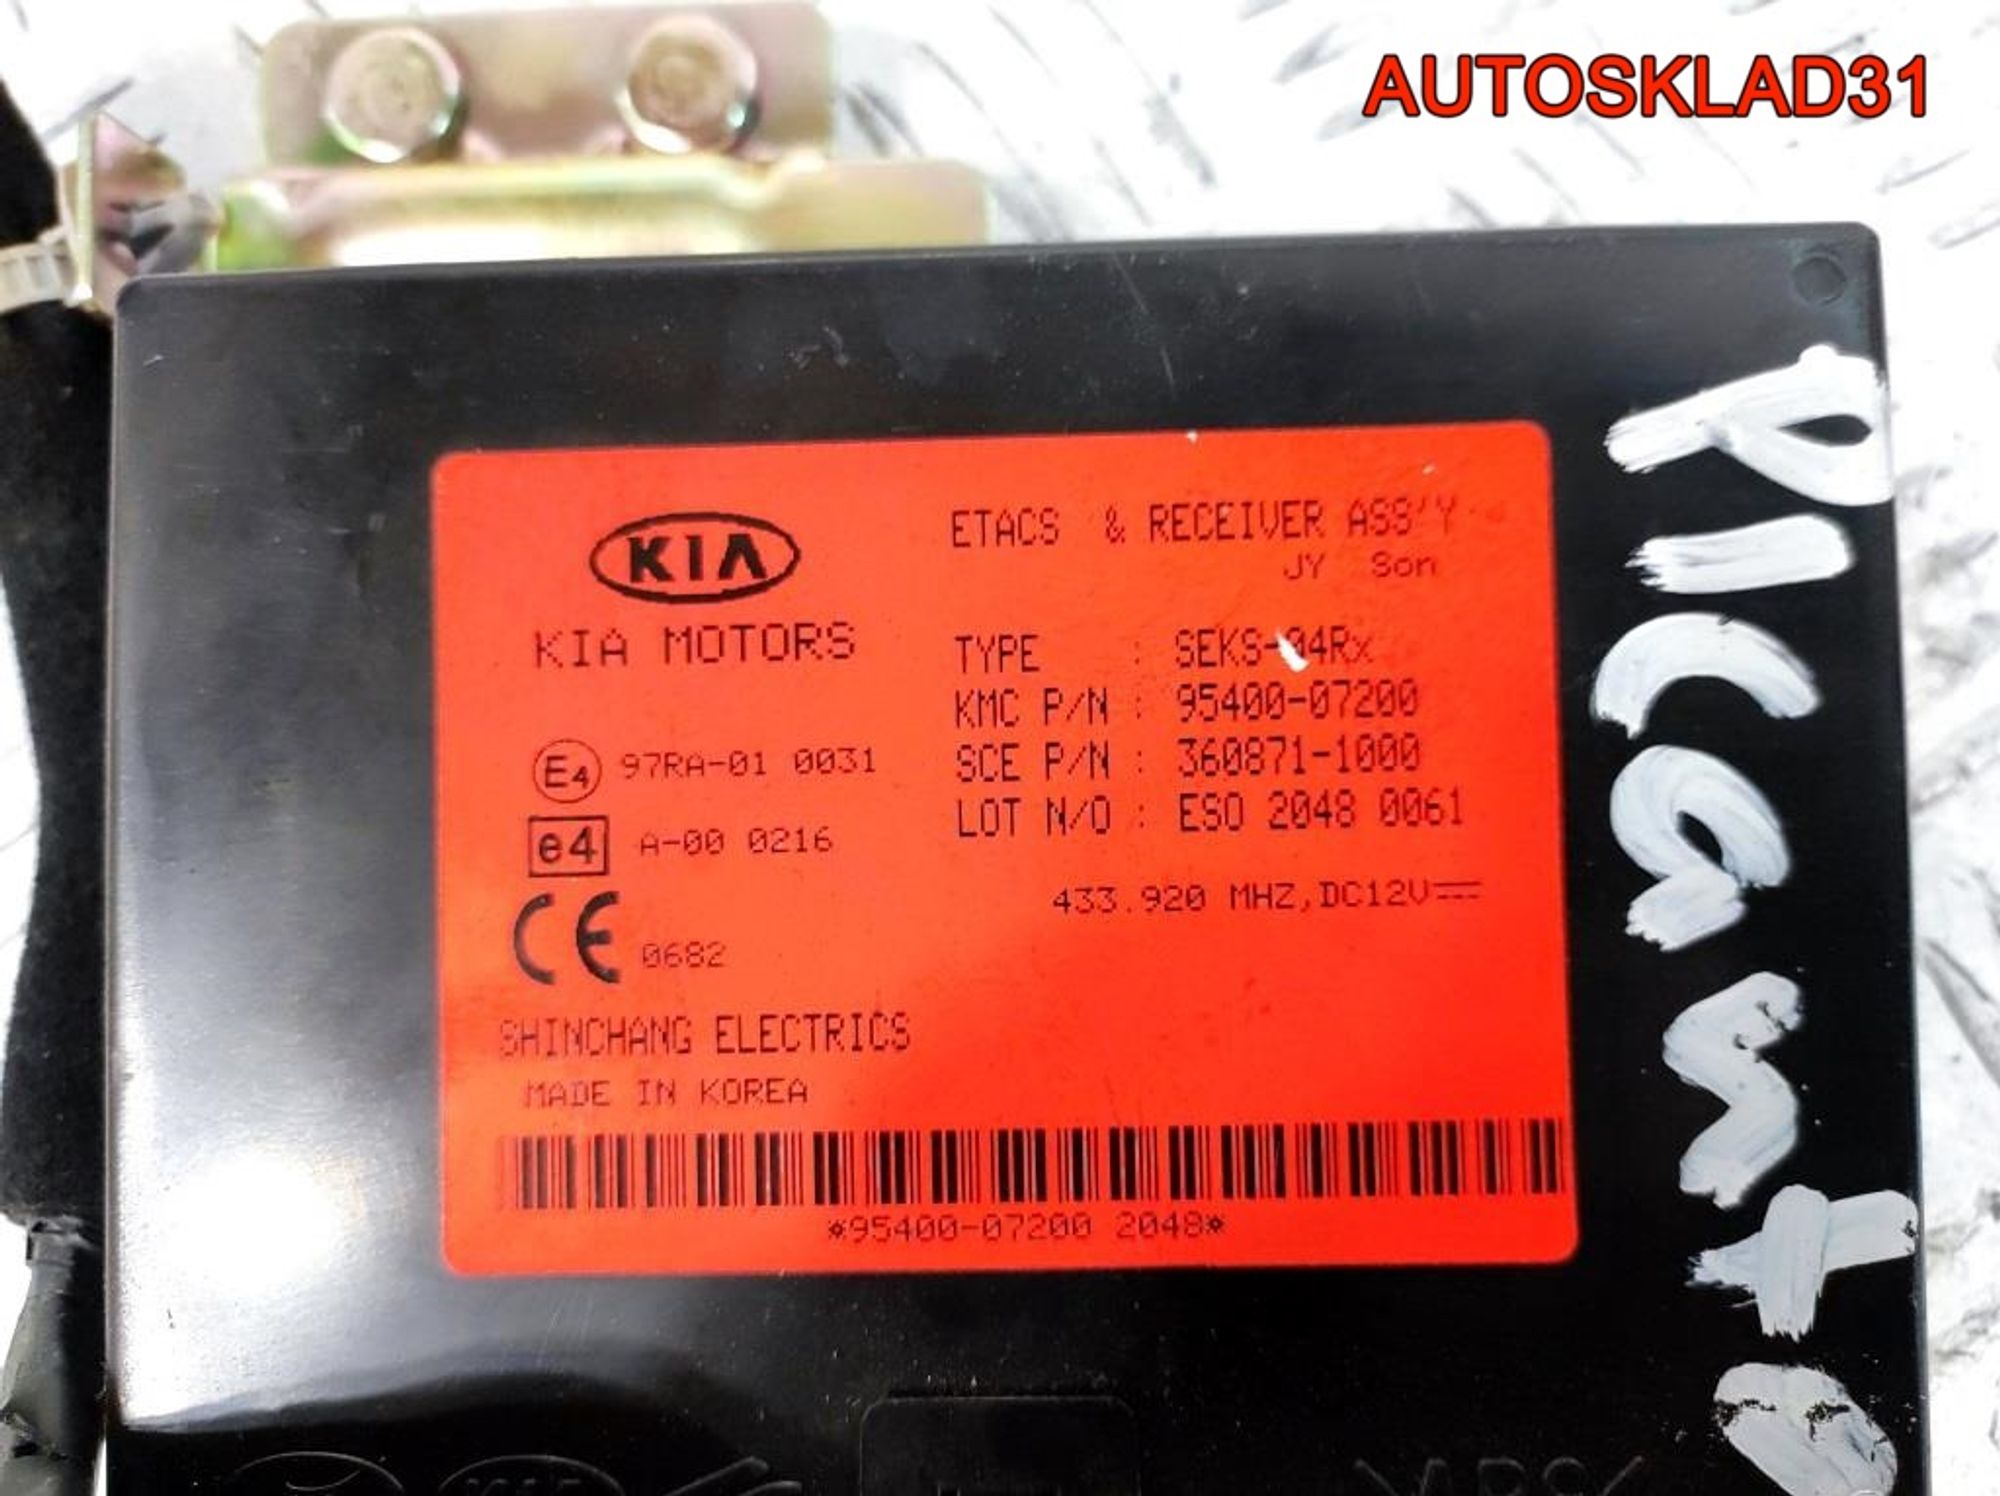 AUTOSKLAD31
KIA
KIA MOTORS
ETACS & RECEIVER ASS'Y
JY Son
TYPE : SEKS-04Rx
KMC P/N : 95400-07200
SCE P/N : 360871-1000
LOT N/O : ESO 2048 0061
433.920 MHZ,DC12V
E4 97RA-01 0031
e4 A-00 0216
CE 0682
SHINCHANG ELECTRICS
MADE IN KOREA
*95400-07200 2048*
PICanto